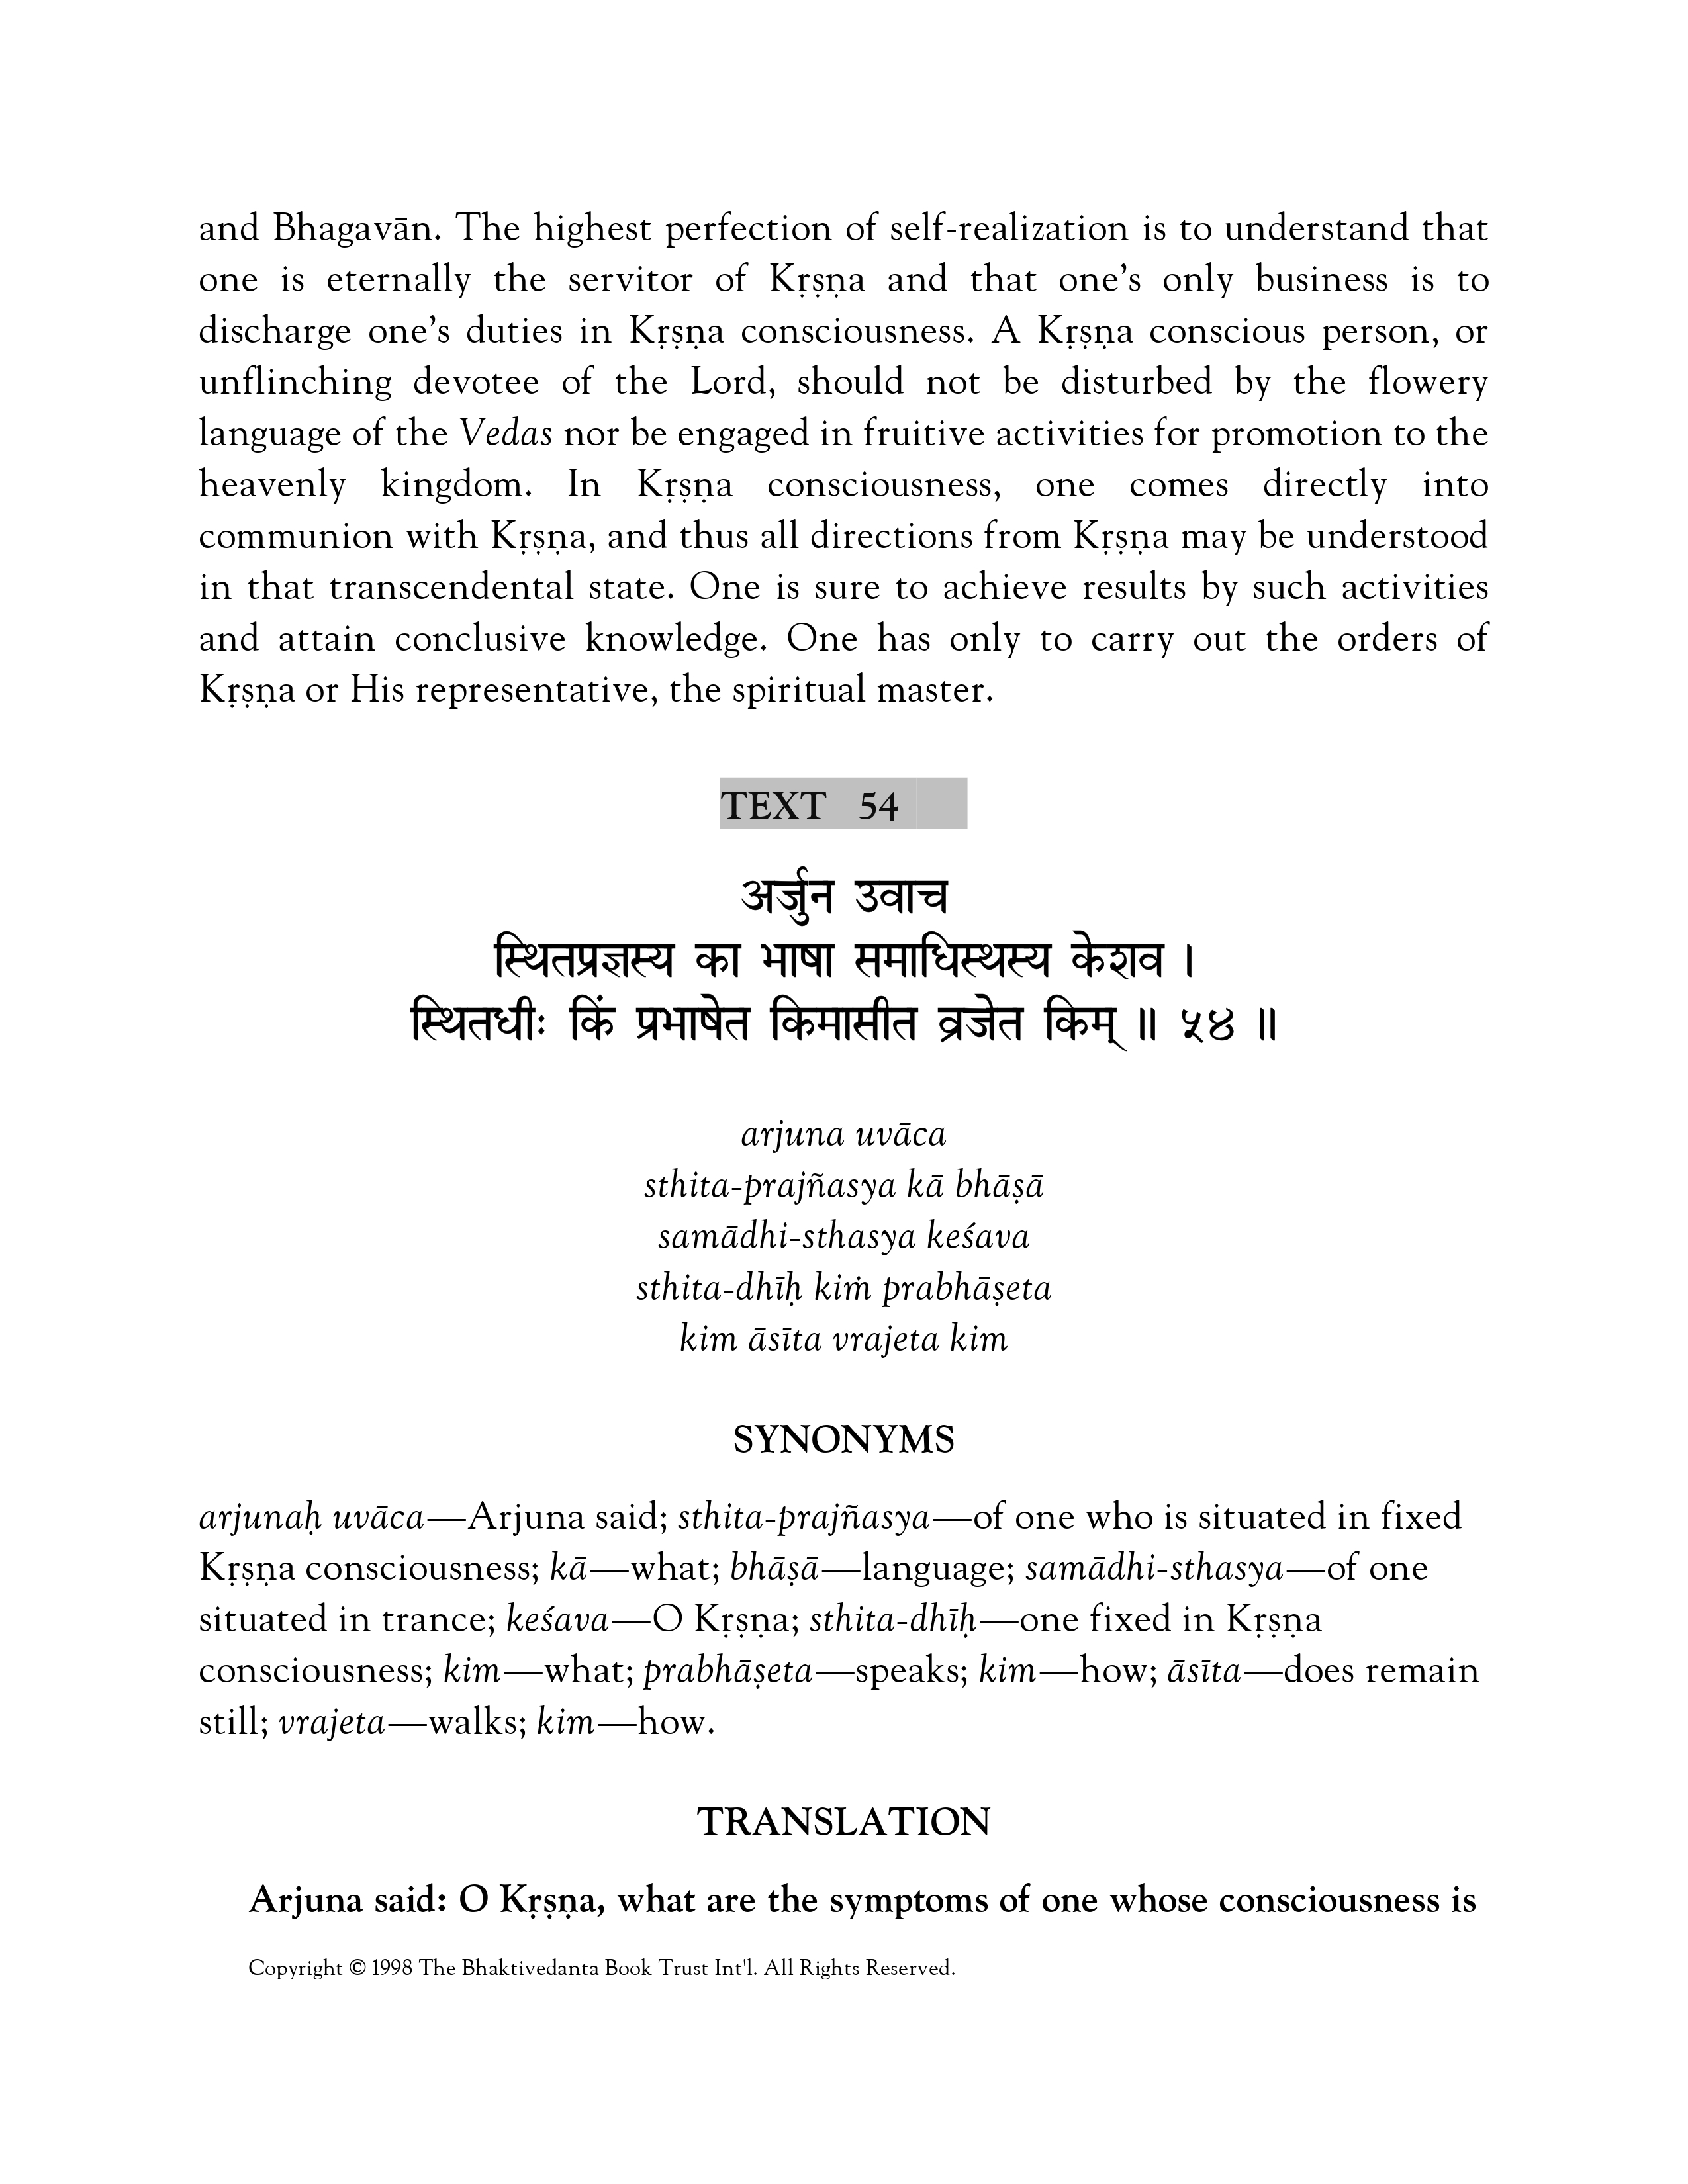 and Bhagavān. The highest perfection of self-realization is to understand that
one is eternally the servitor of Kṛṣṇa and that one’s only business is to
discharge one’s duties in Kṛṣṇa consciousness. A Kṛṣṇa conscious person, or
unflinching devotee of the Lord, should not be disturbed by the flowery
language of the Vedas nor be engaged in fruitive activities for promotion to the
heavenly kingdom. In Kṛṣṇa consciousness, one comes directly into
communion with Kṛṣṇa, and thus all directions from Kṛṣṇa may be understood
in that transcendental state. One is sure to achieve results by such activities
and attain conclusive knowledge. One has only to carry out the orders of
Kṛṣṇa or His representative, the spiritual master.
TEXT 54
अर्जुन उवाच
स्थितप्रज्ञस्य का भाषा समाधिस्थस्य केशव ।
स्थितधीः किं प्रभाषेत किमासीत व्रजेत किम् ॥ ५४ ॥
arjuna uvāca
sthita-prajñasya kā bhāṣā
samādhi-sthasya keśava
sthita-dhīḥ kiṁ prabhāṣeta
kim āsīta vrajeta kim
SYNONYMS
arjunaḥ uvāca—Arjuna said; sthita-prajñasya—of one who is situated in fixed
Kṛṣṇa consciousness; kā—what; bhāṣā—language; samādhi-sthasya—of one
situated in trance; keśava—O Kṛṣṇa; sthita-dhīḥ—one fixed in Kṛṣṇa
consciousness; kim—what; prabhāṣeta—speaks; kim—how; āsīta—does remain
still; vrajeta—walks; kim—how.
TRANSLATION
Arjuna said: O Kṛṣṇa, what are the symptoms of one whose consciousness is
Copyright © 1998 The Bhaktivedanta Book Trust Int'l. All Rights Reserved.